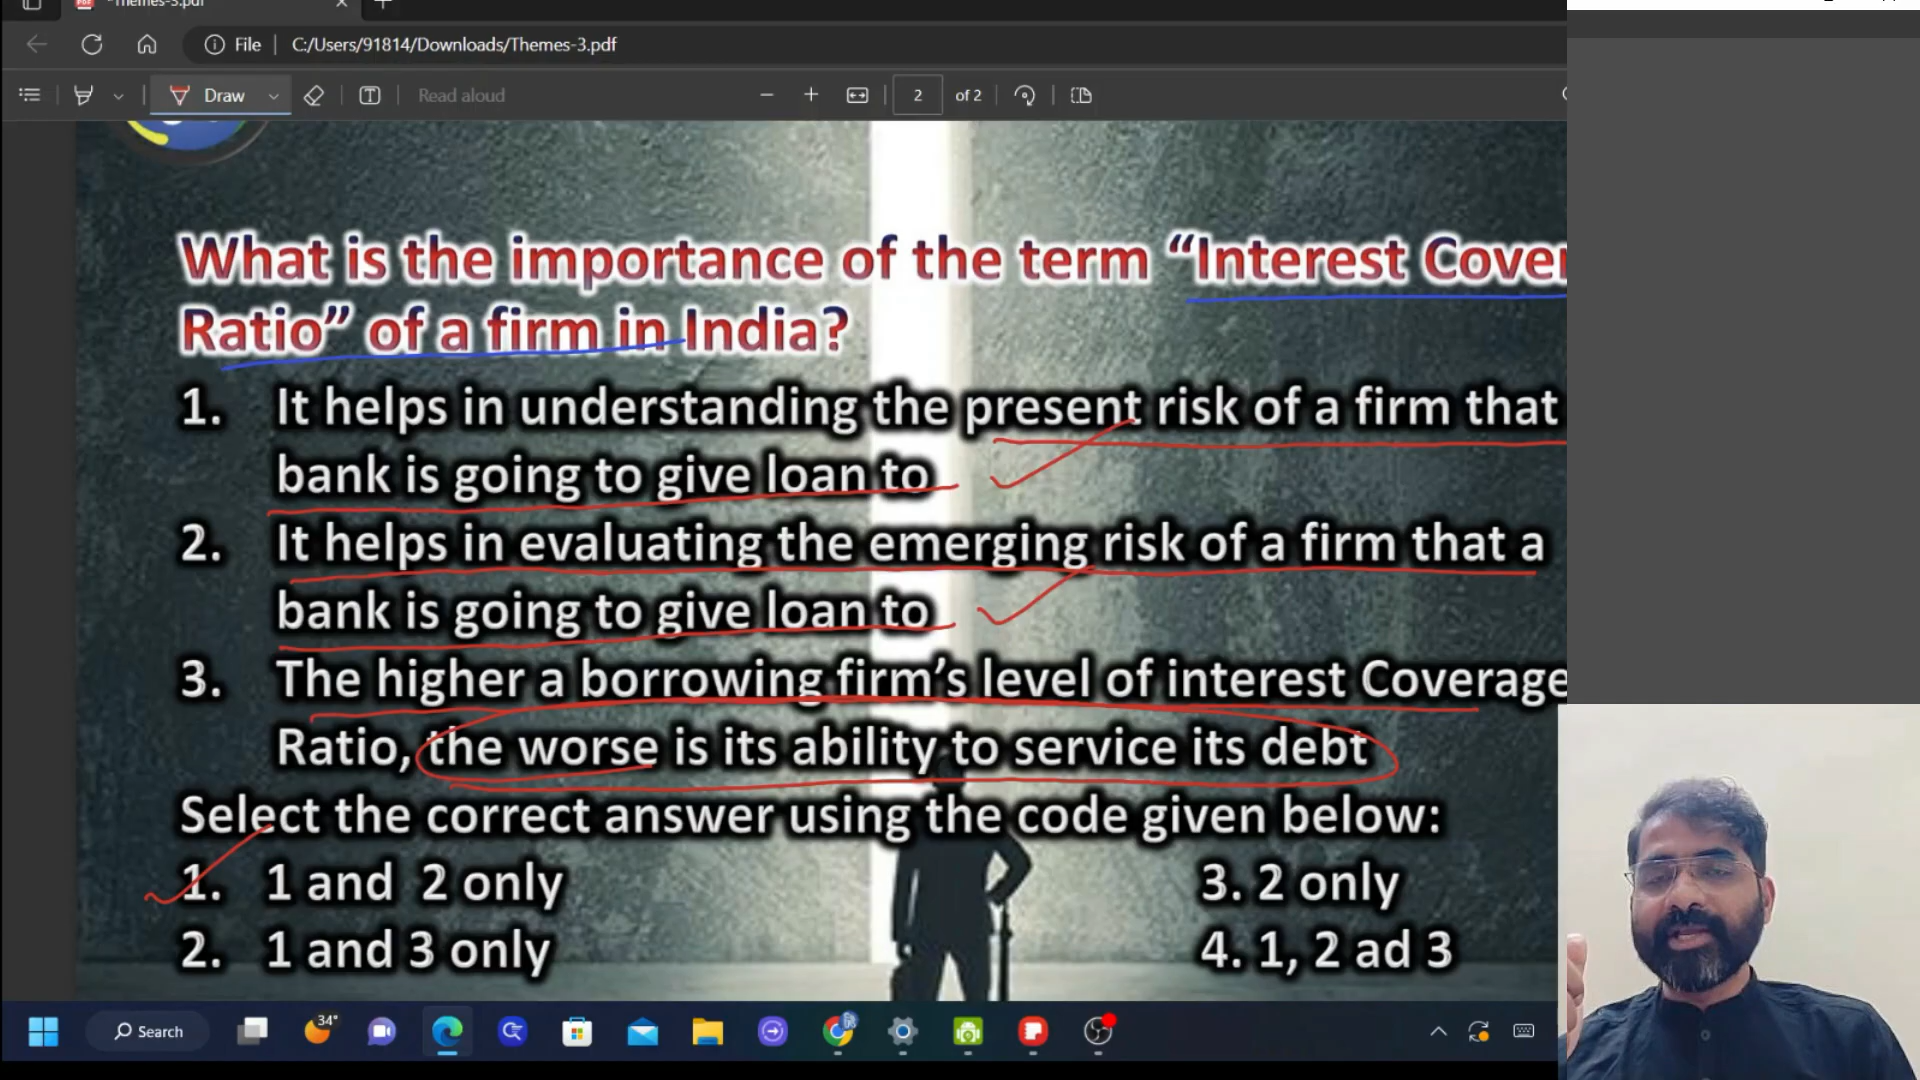 Themes-3.pdf
File
C:/Users/91814/Downloads/Themes-3.pdf
Draw
Read aloud
2
of 2
What is the importance of the term “Interest Cover
Ratio” of a firm in India?
1. It helps in understanding the present risk of a firm that
bank is going to give loan to
2. It helps in evaluating the emerging risk of a firm that a
bank is going to give loan to
3. The higher a borrowing firm’s level of interest Coverage
Ratio, the worse is its ability to service its debt
Select the correct answer using the code given below:
1. 1 and 2 only
3. 2 only
2. 1 and 3 only
4. 1, 2 ad 3
34°
Search